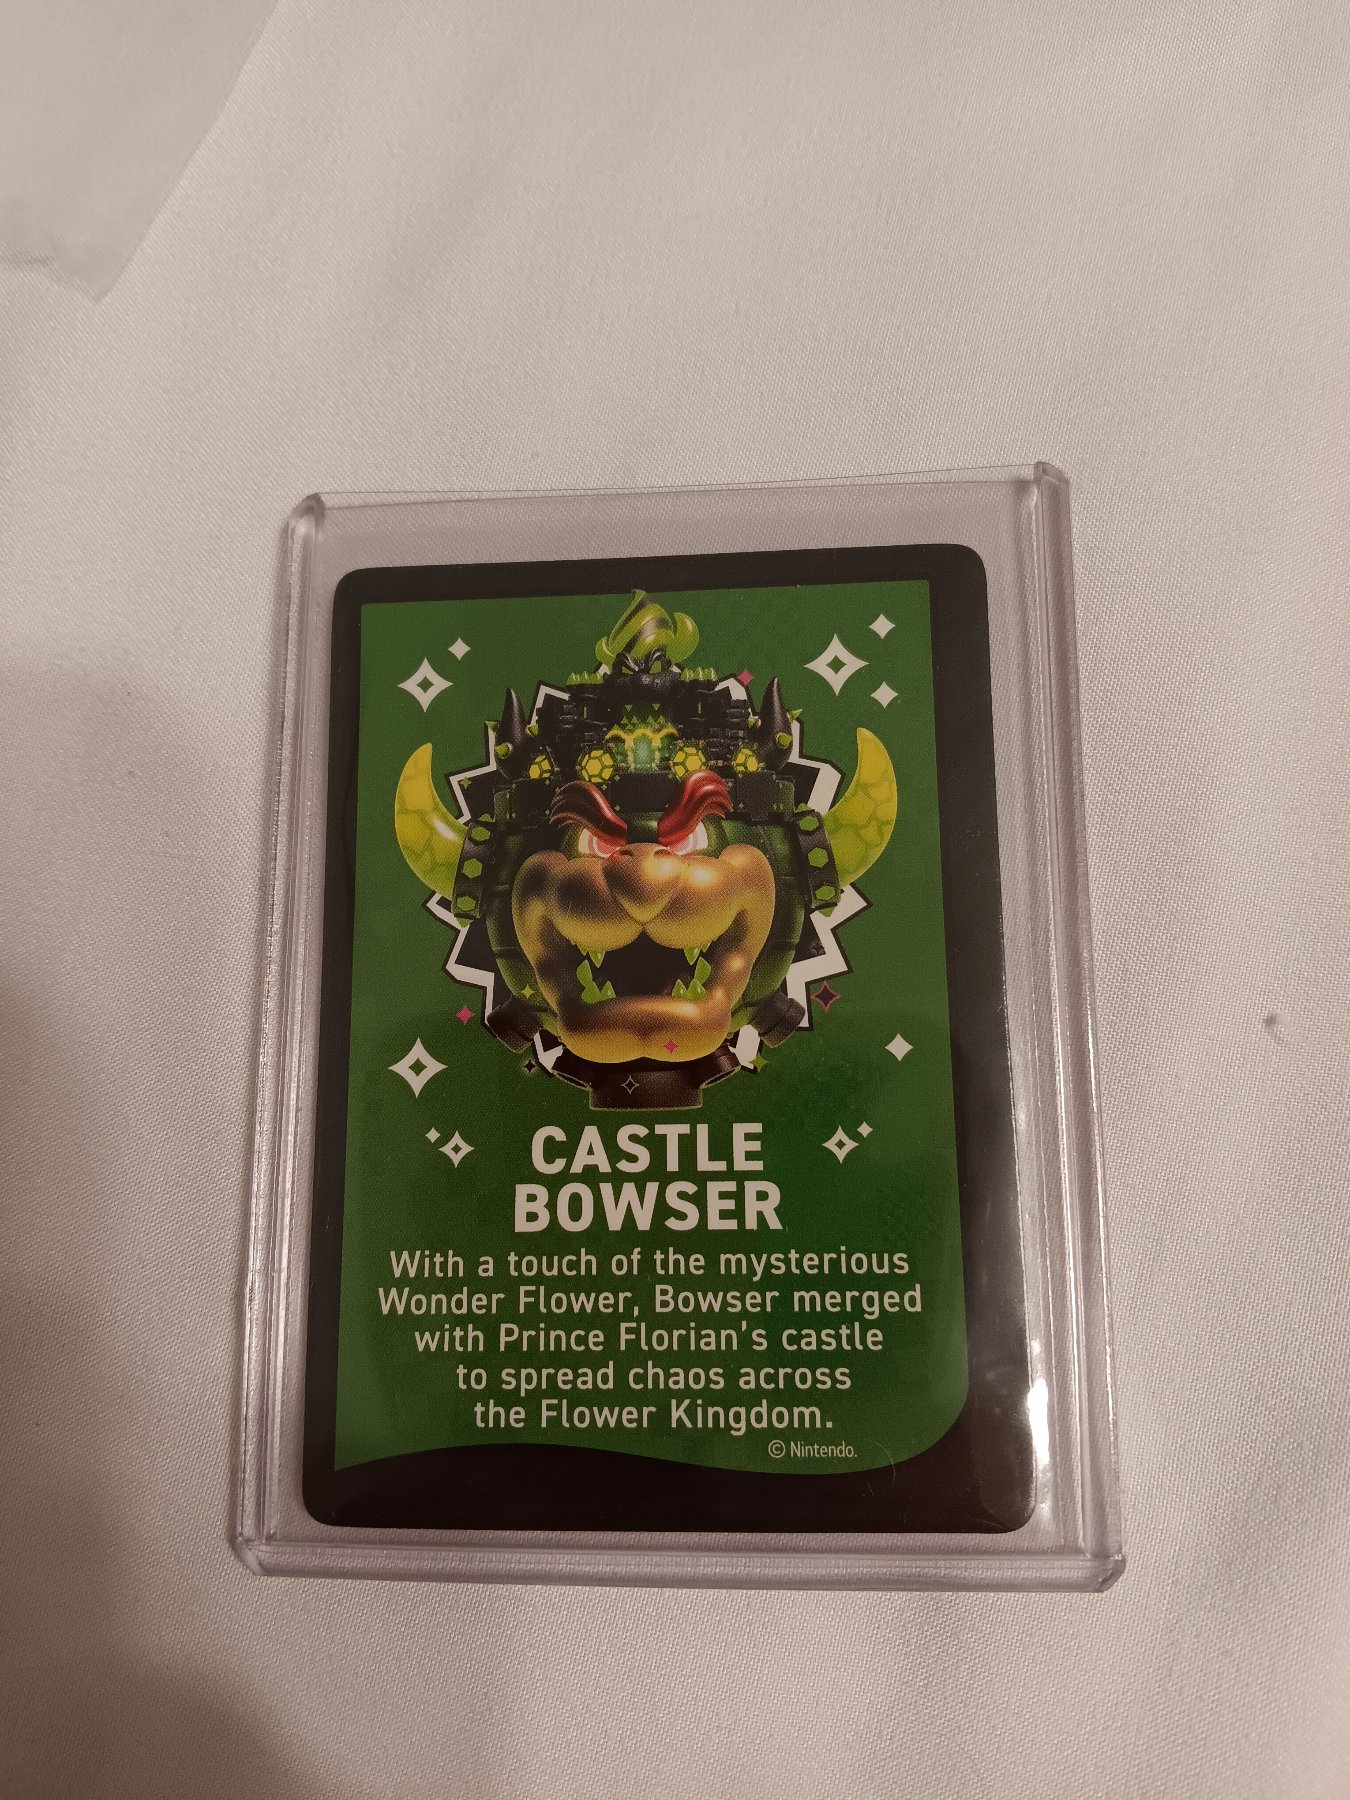 CASTLE
BOWSER
With a touch of the mysterious
Wonder Flower, Bowser merged
with Prince Florian's castle
to spread chaos across
the Flower Kingdom.
© Nintendo.